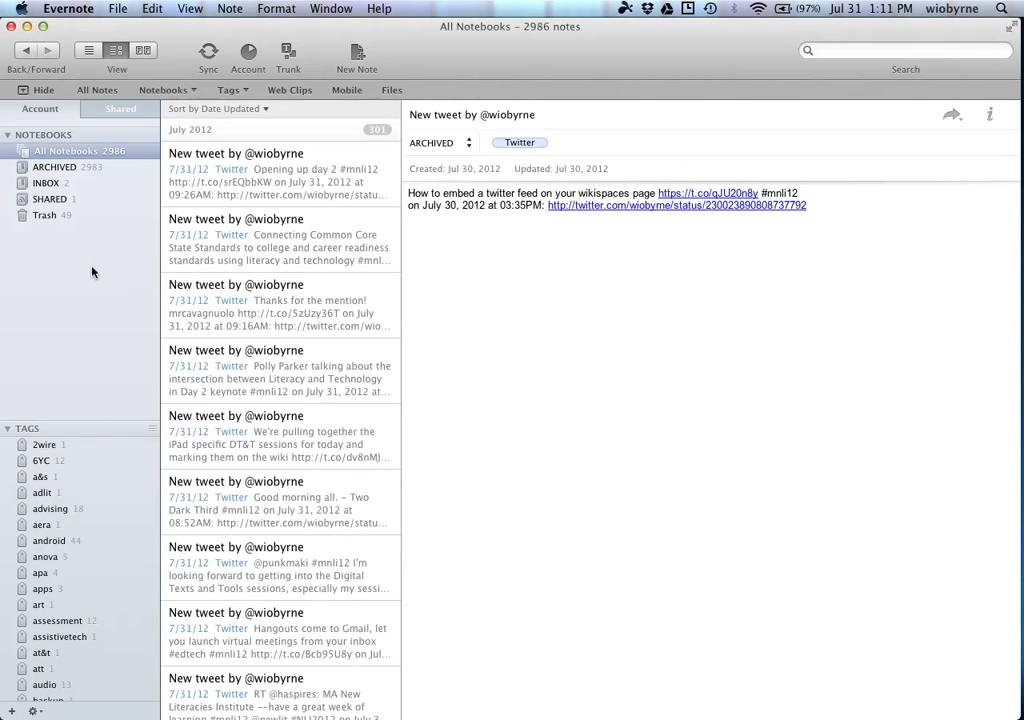 Evernote File Edit View Note Format Window Help (97%) Jul 31 1:11 PM wiobyrne
All Notebooks – 2986 notes
Back/Forward View Sync Account Trunk New Note Search
Hide All Notes Notebooks Tags Web Clips Mobile Files
Account Shared
NOTEBOOKS
All Notebooks 2986
ARCHIVED 2983
INBOX 2
SHARED 1
Trash 49
TAGS
2wire 1
6YC 12
a&s 1
adlit 1
advising 18
aera 1
android 44
anova 5
apa 4
apps 3
art 1
assessment 12
assistivetech 1
at&t 1
att 1
audio 13
backup
Sort by Date Updated
July 2012 301
New tweet by @wiobyrne
7/31/12 Twitter Opening up day 2 #mnli12
http://t.co/srEQbbKW on July 31, 2012 at
09:26AM: http://twitter.com/wiobyrne/statu...
New tweet by @wiobyrne
7/31/12 Twitter Connecting Common Core
State Standards to college and career readiness
standards using literacy and technology #mnl...
New tweet by @wiobyrne
7/31/12 Twitter Thanks for the mention!
mrcavagnuolo http://t.co/5zUzy36T on July
31, 2012 at 09:16AM: http://twitter.com/wio...
New tweet by @wiobyrne
7/31/12 Twitter Polly Parker talking about the
intersection between Literacy and Technology
in Day 2 keynote #mnli12 on July 31, 2012 at...
New tweet by @wiobyrne
7/31/12 Twitter We're pulling together the
iPad specific DT&T sessions for today and
marking them on the wiki http://t.co/dv8nMJ...
New tweet by @wiobyrne
7/31/12 Twitter Good morning all. – Two
Dark Third #mnli12 on July 31, 2012 at
08:52AM: http://twitter.com/wiobyrne/statu...
New tweet by @wiobyrne
7/31/12 Twitter @punkmaki #mnli12 I'm
looking forward to getting into the Digital
Texts and Tools sessions, especially my sessi...
New tweet by @wiobyrne
7/31/12 Twitter Hangouts come to Gmail, let
you launch virtual meetings from your inbox
#edtech #mnli12 http://t.co/Bcb95U8y on Jul...
New tweet by @wiobyrne
7/31/12 Twitter RT @haspires: MA New
Literacies Institute --have a great week of
learning #mnli12 @newlit #NLI2012 on July 3...
New tweet by @wiobyrne
ARCHIVED Twitter
Created: Jul 30, 2012 Updated: Jul 30, 2012
How to embed a twitter feed on your wikispaces page https://t.co/qJU20n8y #mnli12
on July 30, 2012 at 03:35PM: http://twitter.com/wiobyrne/status/230023890808737792